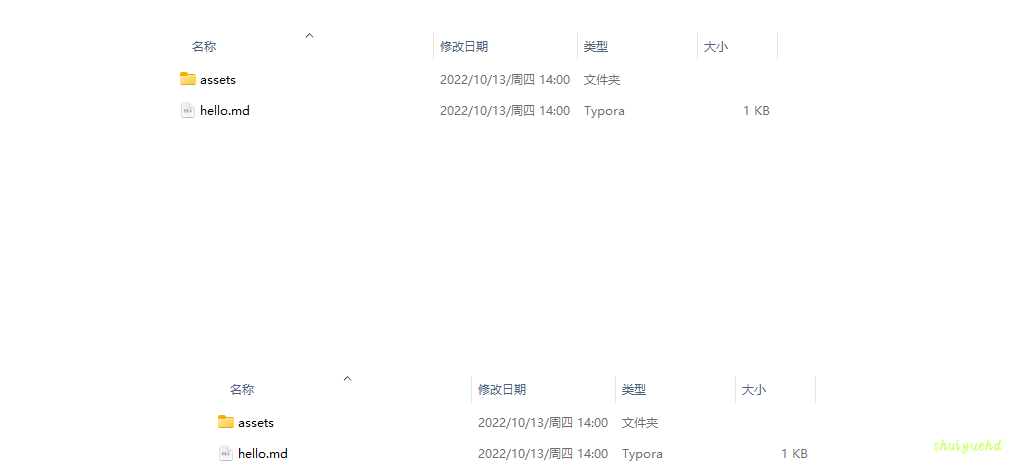 名称 修改日期 类型 大小
assets 2022/10/13/周四 14:00 文件夹
hello.md 2022/10/13/周四 14:00 Typora 1 KB
名称 修改日期 类型 大小
assets 2022/10/13/周四 14:00 文件夹
hello.md 2022/10/13/周四 14:00 Typora 1 KB
shuiyuehd